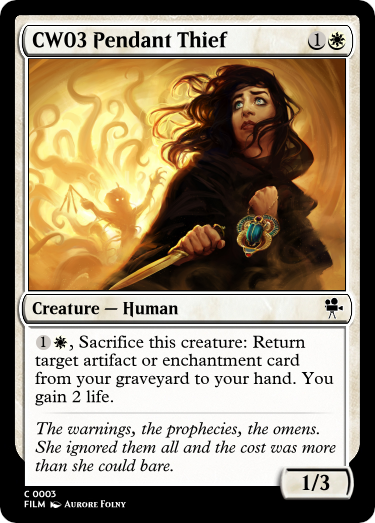 CW03 Pendant Thief 1
Creature — Human
1, Sacrifice this creature: Return
target artifact or enchantment card
from your graveyard to your hand. You
gain 2 life.
The warnings, the prophecies, the omens.
She ignored them all and the cost was more
than she could bare.
1/3
C 0003
FILM Aurore Folny